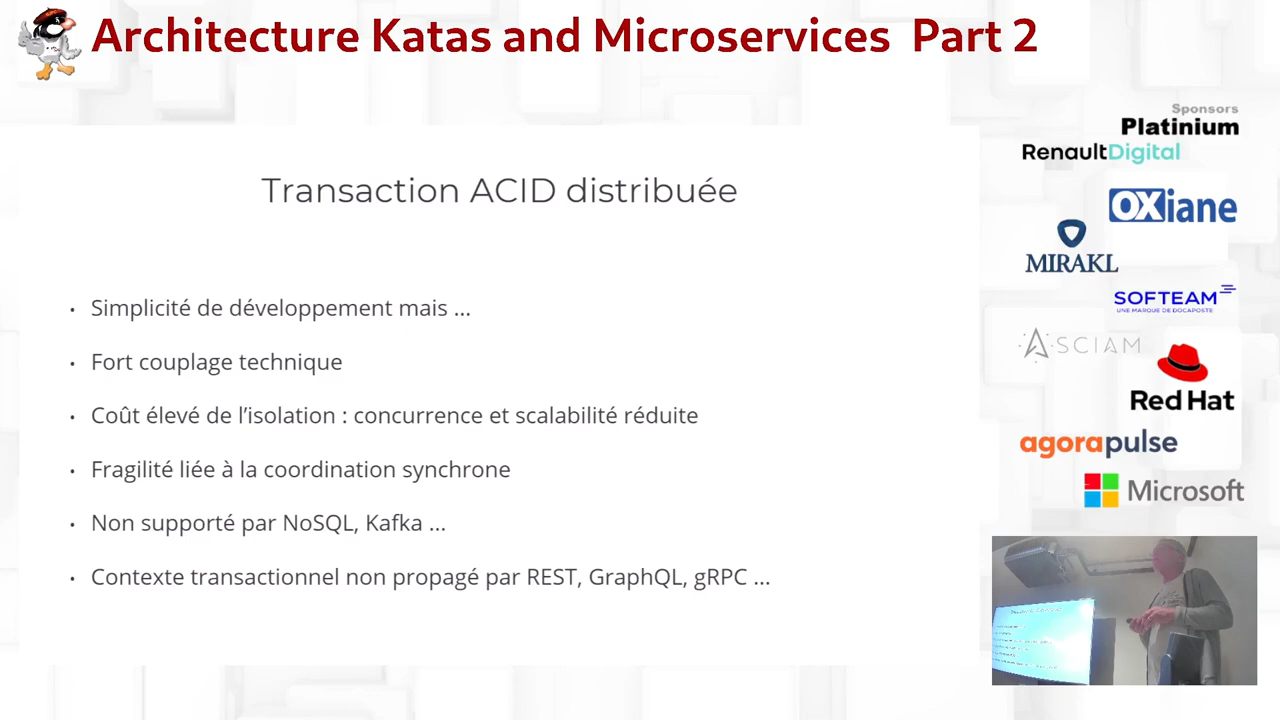 Architecture Katas and Microservices Part 2
Transaction ACID distribuée
• Simplicité de développement mais ...
• Fort couplage technique
• Coût élevé de l’isolation : concurrence et scalabilité réduite
• Fragilité liée à la coordination synchrone
• Non supporté par NoSQL, Kafka ...
• Contexte transactionnel non propagé par REST, GraphQL, gRPC ...
Sponsors
Platinium
RenaultDigital
OXiane
MIRAKL
SOFTEAM
UNE MARQUE DE DOCAPOSTE
ASCIAM
Red Hat
agorapulse
Microsoft